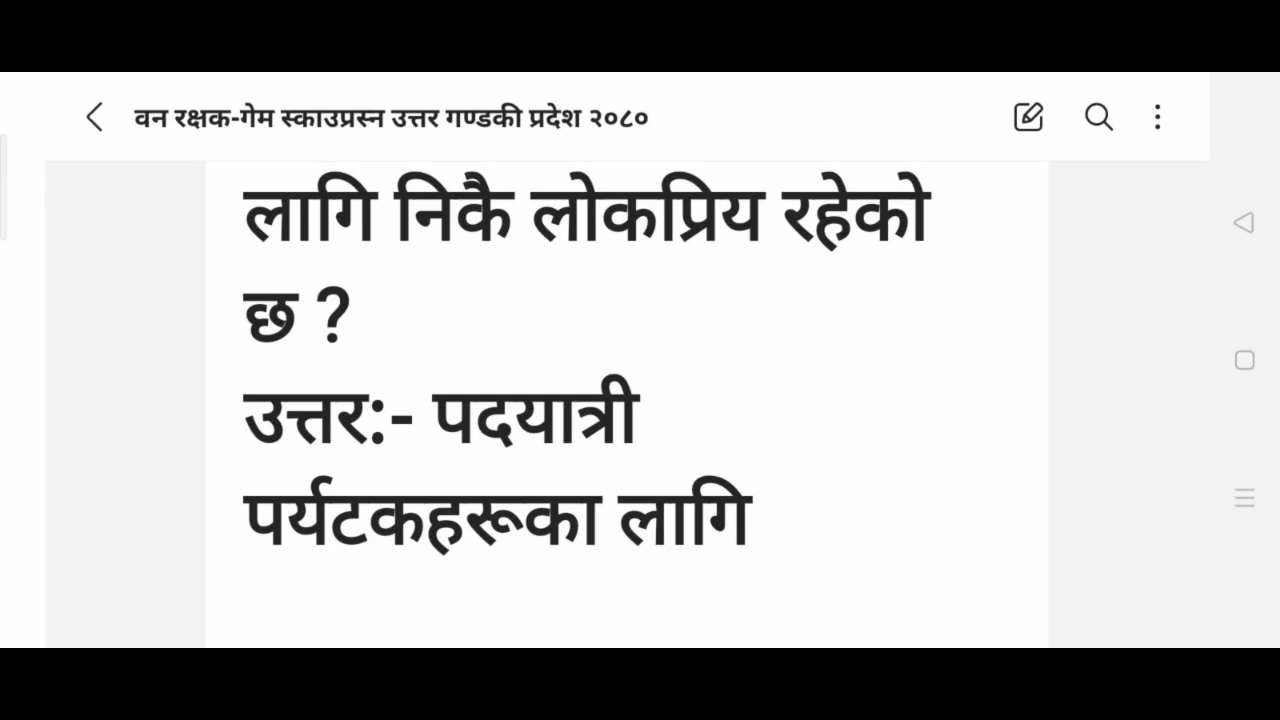 वन रक्षक-गेम स्काउप्रस्न उत्तर गण्डकी प्रदेश २०८०
लागि निकै लोकप्रिय रहेको
छ ?
उत्तर:- पदयात्री
पर्यटकहरूका लागि